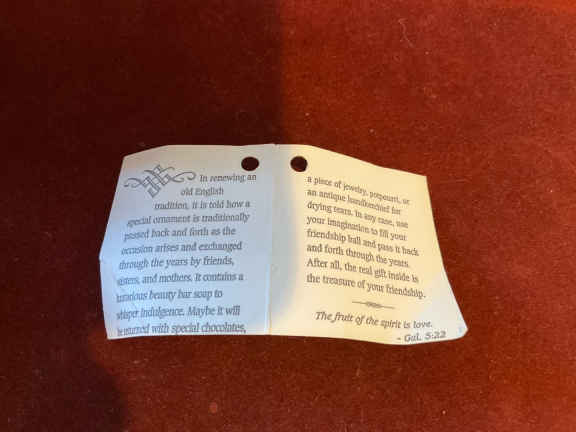 In renewing an
old English
tradition, it is told how a
special ornament is traditionally
passed back and forth as the
occasion arises and exchanged
through the years by friends,
sisters, and mothers. It contains a
luxurious beauty bar soap to
whisper indulgence. Maybe it will
be returned with special chocolates,
a piece of jewelry, potpourri, or
an antique handkerchief for
drying tears. In any case, use
your imagination to fill your
friendship ball and pass it back
and forth through the years.
After all, the real gift inside is
the treasure of your friendship.
The fruit of the spirit is love.
- Gal. 5:22